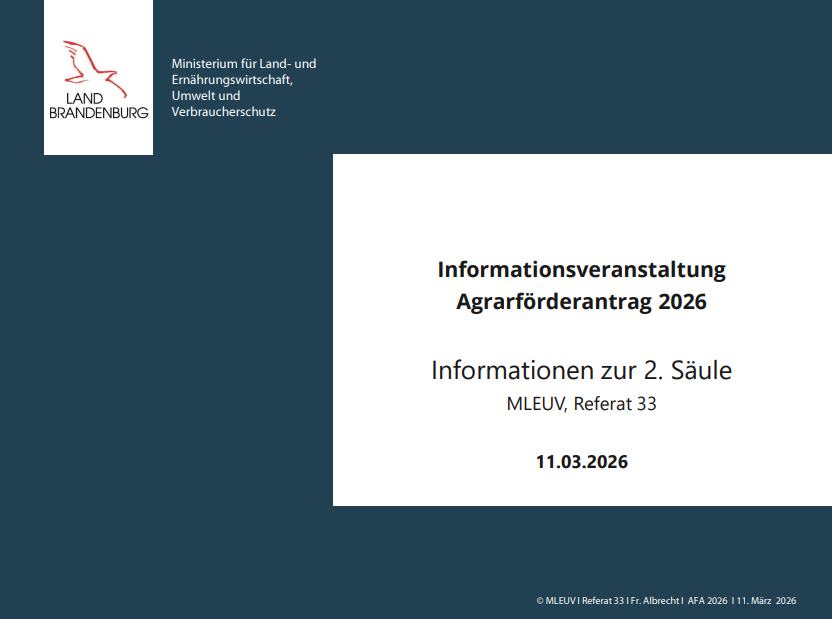 LAND
BRANDENBURG
Ministerium für Land- und
Ernährungswirtschaft,
Umwelt und
Verbraucherschutz
Informationsveranstaltung
Agrarförderantrag 2026
Informationen zur 2. Säule
MLEUV, Referat 33
11.03.2026
© MLEUV I Referat 33 I Fr. Albrecht I AFA 2026 I 11. März 2026